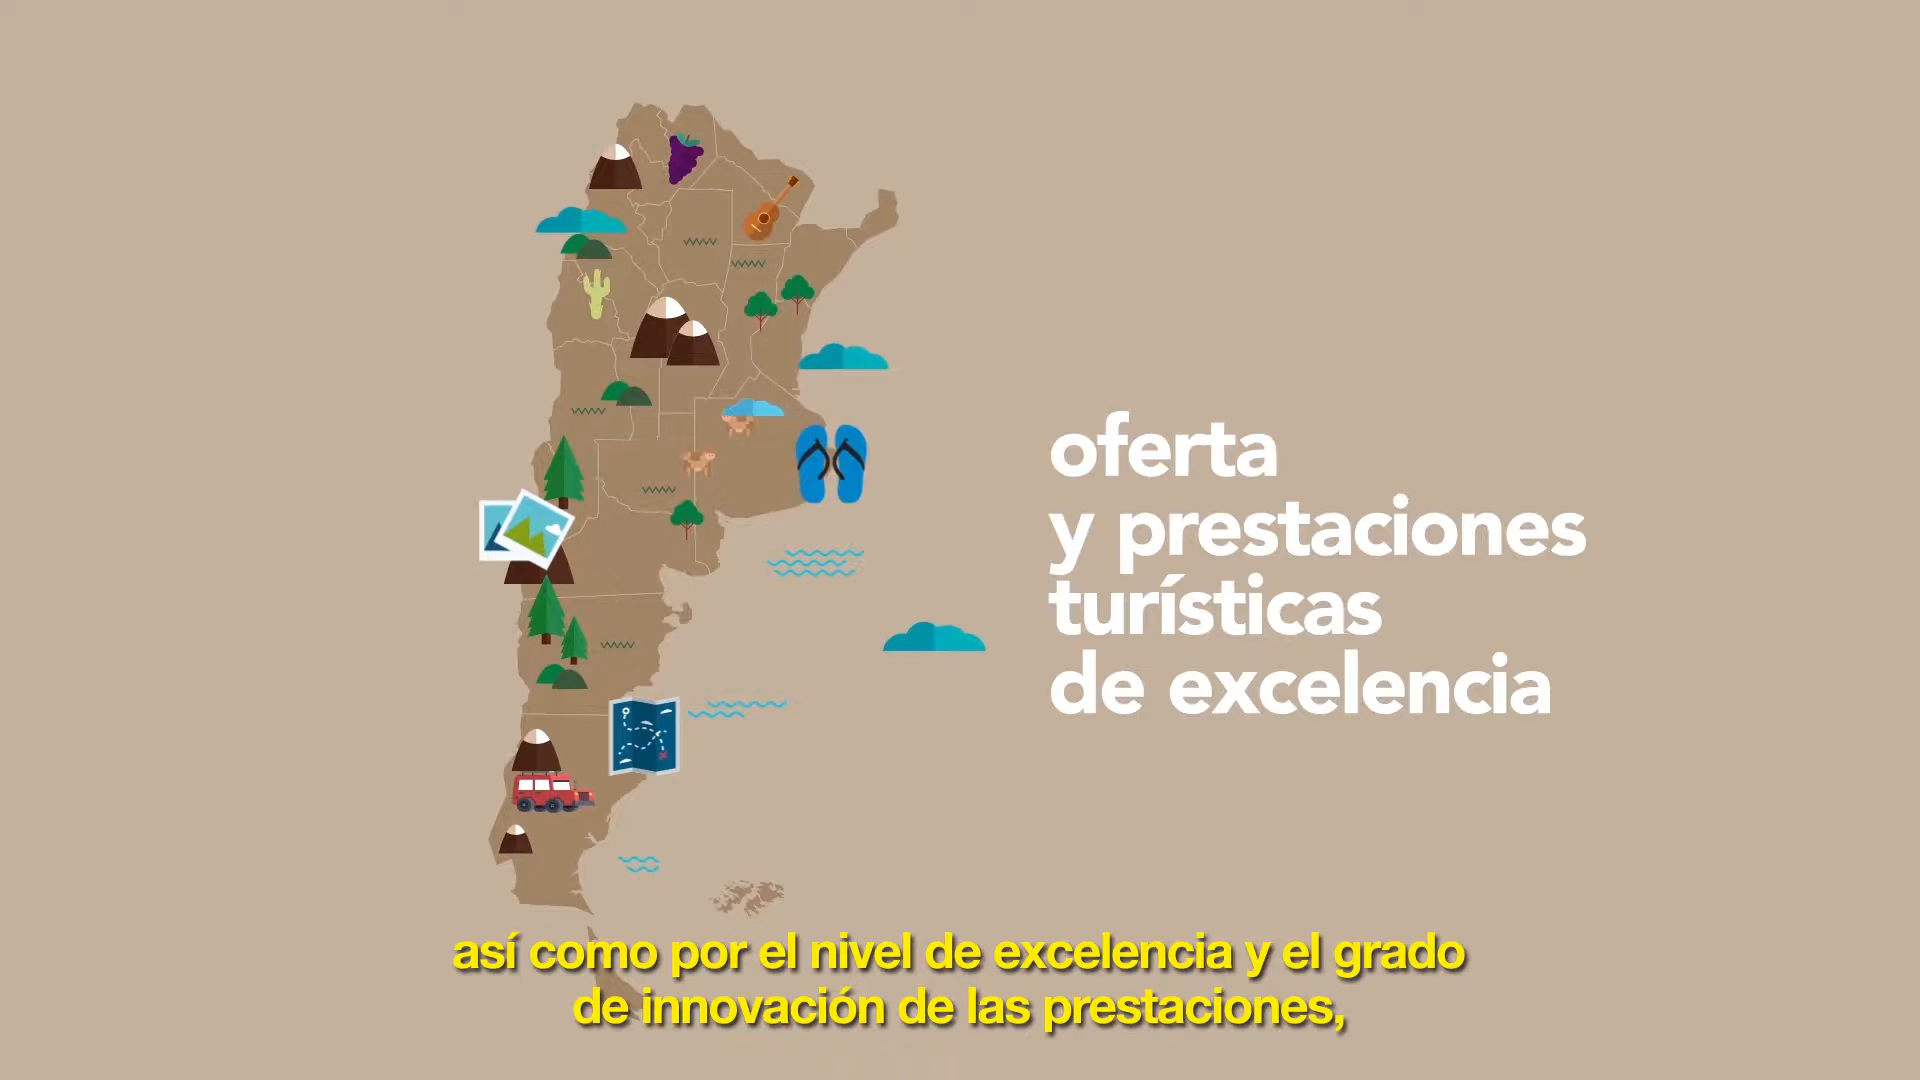 oferta
y prestaciones
turísticas
de excelencia
así como por el nivel de excelencia y el grado
de innovación de las prestaciones,